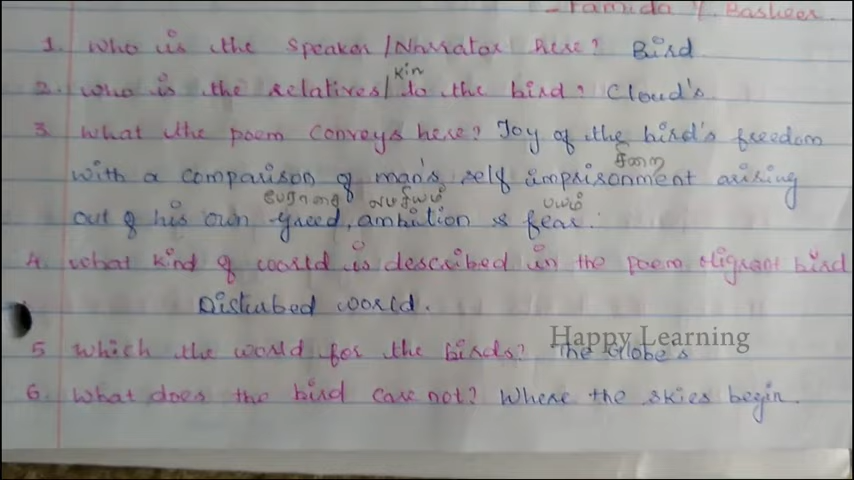 - Famida Y. Basheer
1. Who is the speaker/Narrator here? Bird
kin
2. Who is the relatives/ to the bird? Cloud's
3. What the poem conveys here? Joy of the bird's freedom
சிறை
with a comparison of man's self imprisonment arising
பேராசை லட்சியம் பயம்
out of his own greed, ambition & fear.
4. What kind of world is described in the poem Migrant bird
Disturbed world.
Happy Learning
5 Which the world for the birds? The Globe's
6. What does the bird care not? Where the skies begin.